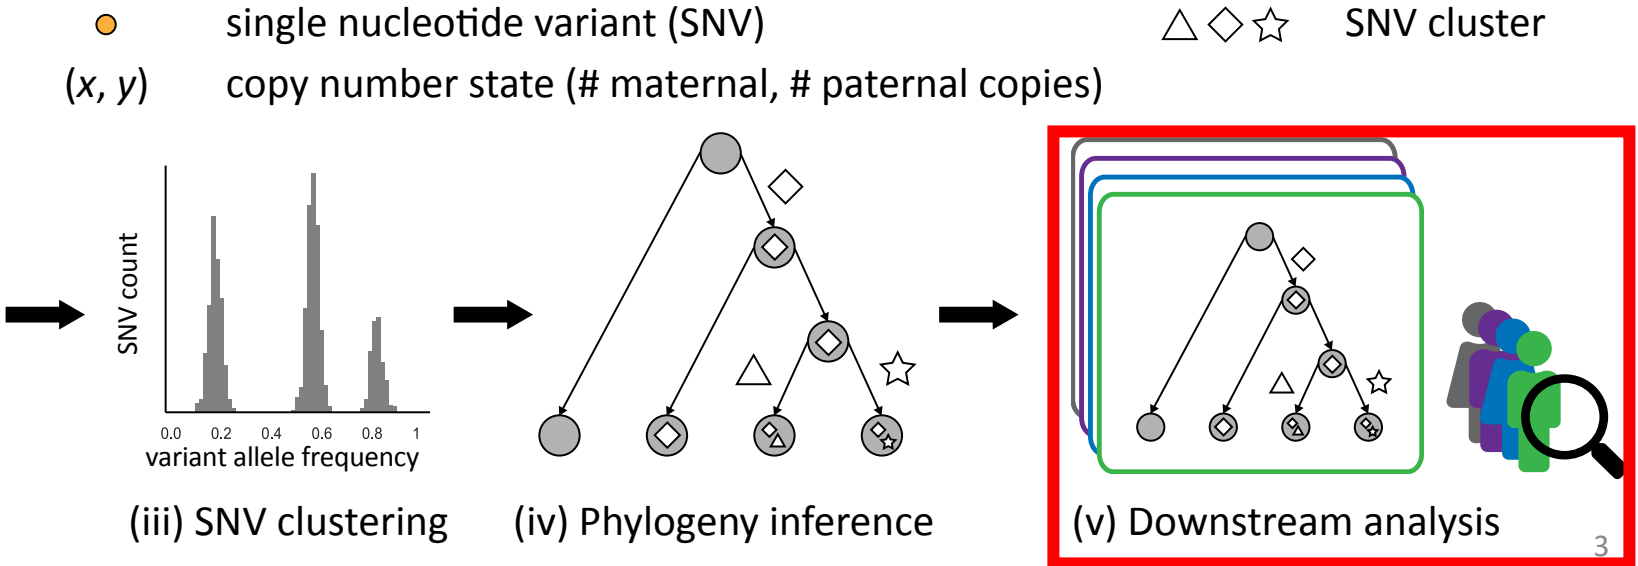 single nucleotide variant (SNV)
SNV cluster
(x, y) copy number state (# maternal, # paternal copies)
SNV count
0.0 0.2 0.4 0.6 0.8 1
variant allele frequency
(iii) SNV clustering
(iv) Phylogeny inference
(v) Downstream analysis
3